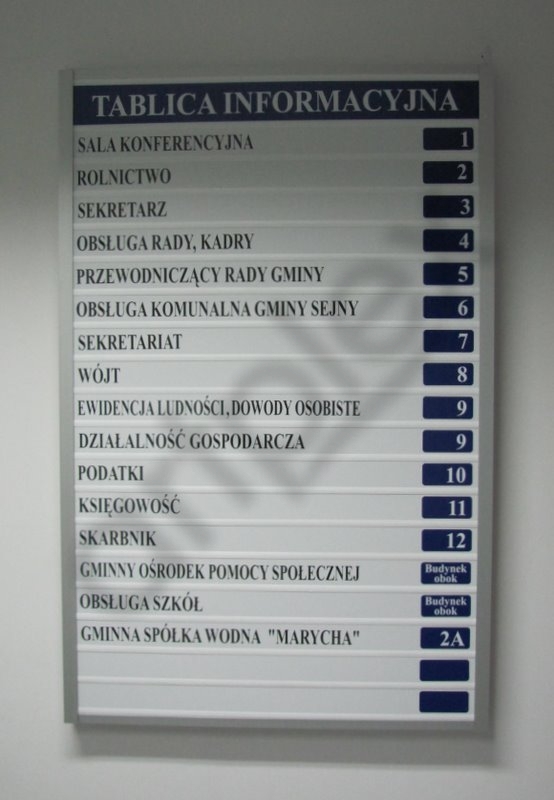 TABLICA INFORMACYJNA
SALA KONFERENCYJNA 1
ROLNICTWO 2
SEKRETARZ 3
OBSŁUGA RADY, KADRY 4
PRZEWODNICZĄCY RADY GMINY 5
OBSŁUGA KOMUNALNA GMINY SEJNY 6
SEKRETARIAT 7
WÓJT 8
EWIDENCJA LUDNOŚCI, DOWODY OSOBISTE 9
DZIAŁALNOŚĆ GOSPODARCZA 9
PODATKI 10
KSIĘGOWOŚĆ 11
SKARBNIK 12
GMINNY OŚRODEK POMOCY SPOŁECZNEJ Budynek obok
OBSŁUGA SZKÓŁ Budynek obok
GMINNA SPÓŁKA WODNA "MARYCHA" 2A